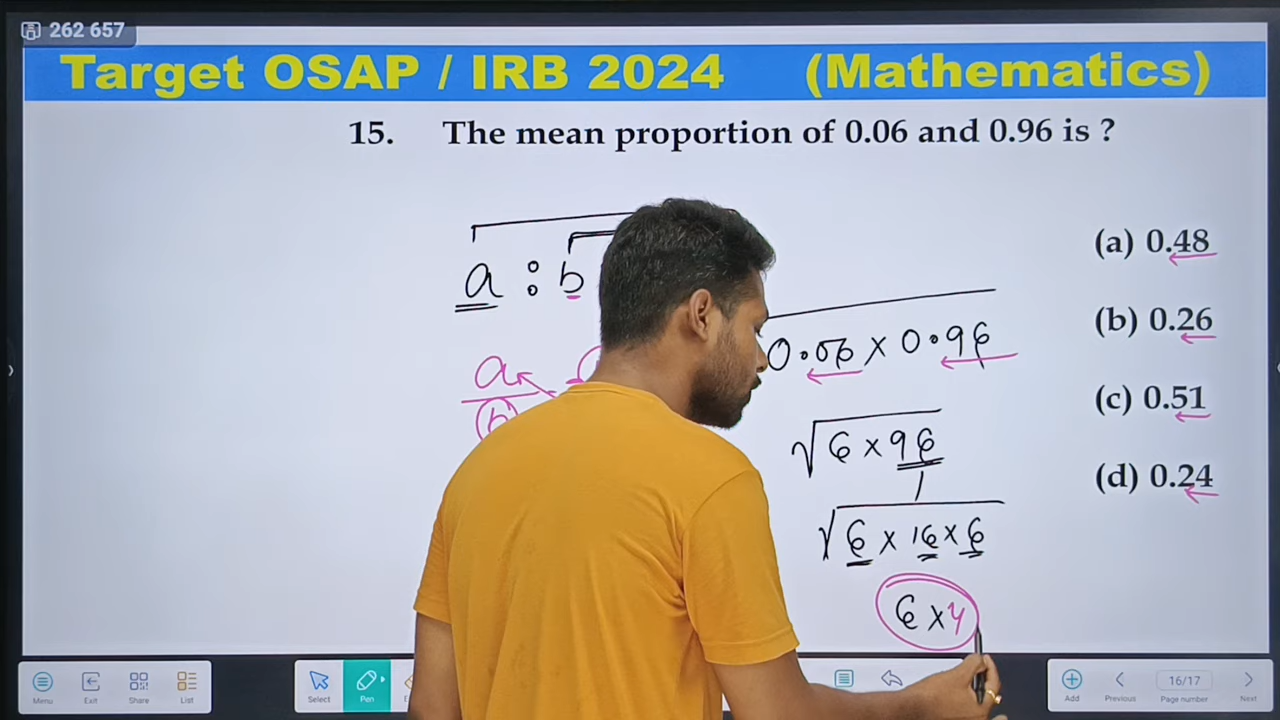 262 657
Target OSAP / IRB 2024 (Mathematics)
15. The mean proportion of 0.06 and 0.96 is ?
a : b
a
b
0.06 × 0.96
√6 × 96
√6 × 16 × 6
6 × 4
(a) 0.48
(b) 0.26
(c) 0.51
(d) 0.24
Menu Exit Share List Select Pen Add Previous 16/17 Page number Next